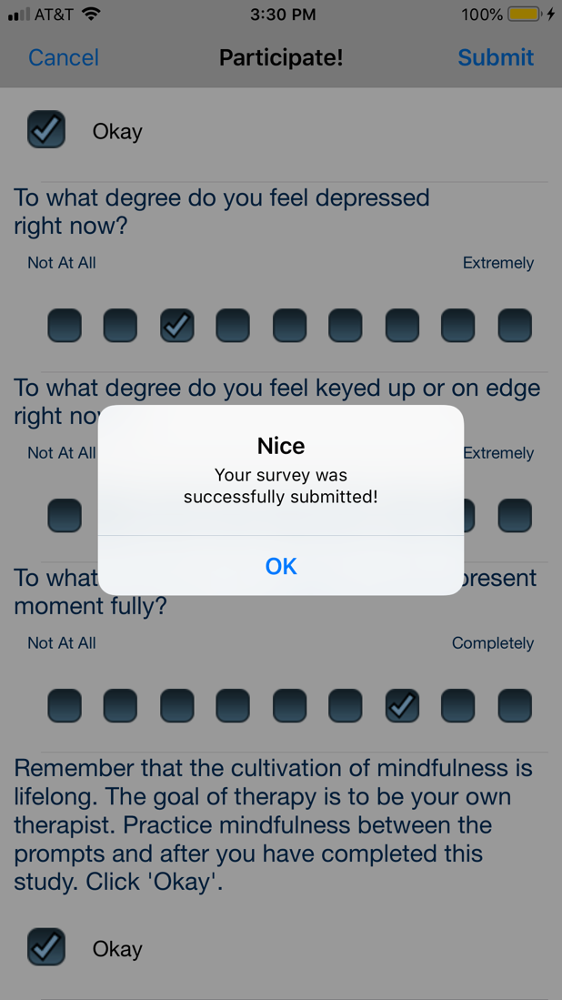 AT&T 3:30 PM 100%
Cancel Participate! Submit
Okay
To what degree do you feel depressed
right now?
Not At All Extremely
To what degree do you feel keyed up or on edge
right
Not At All Extremely
Nice
Your survey was
successfully submitted!
OK
To what present
moment fully?
Not At All Completely
Remember that the cultivation of mindfulness is
lifelong. The goal of therapy is to be your own
therapist. Practice mindfulness between the
prompts and after you have completed this
study. Click 'Okay'.
Okay